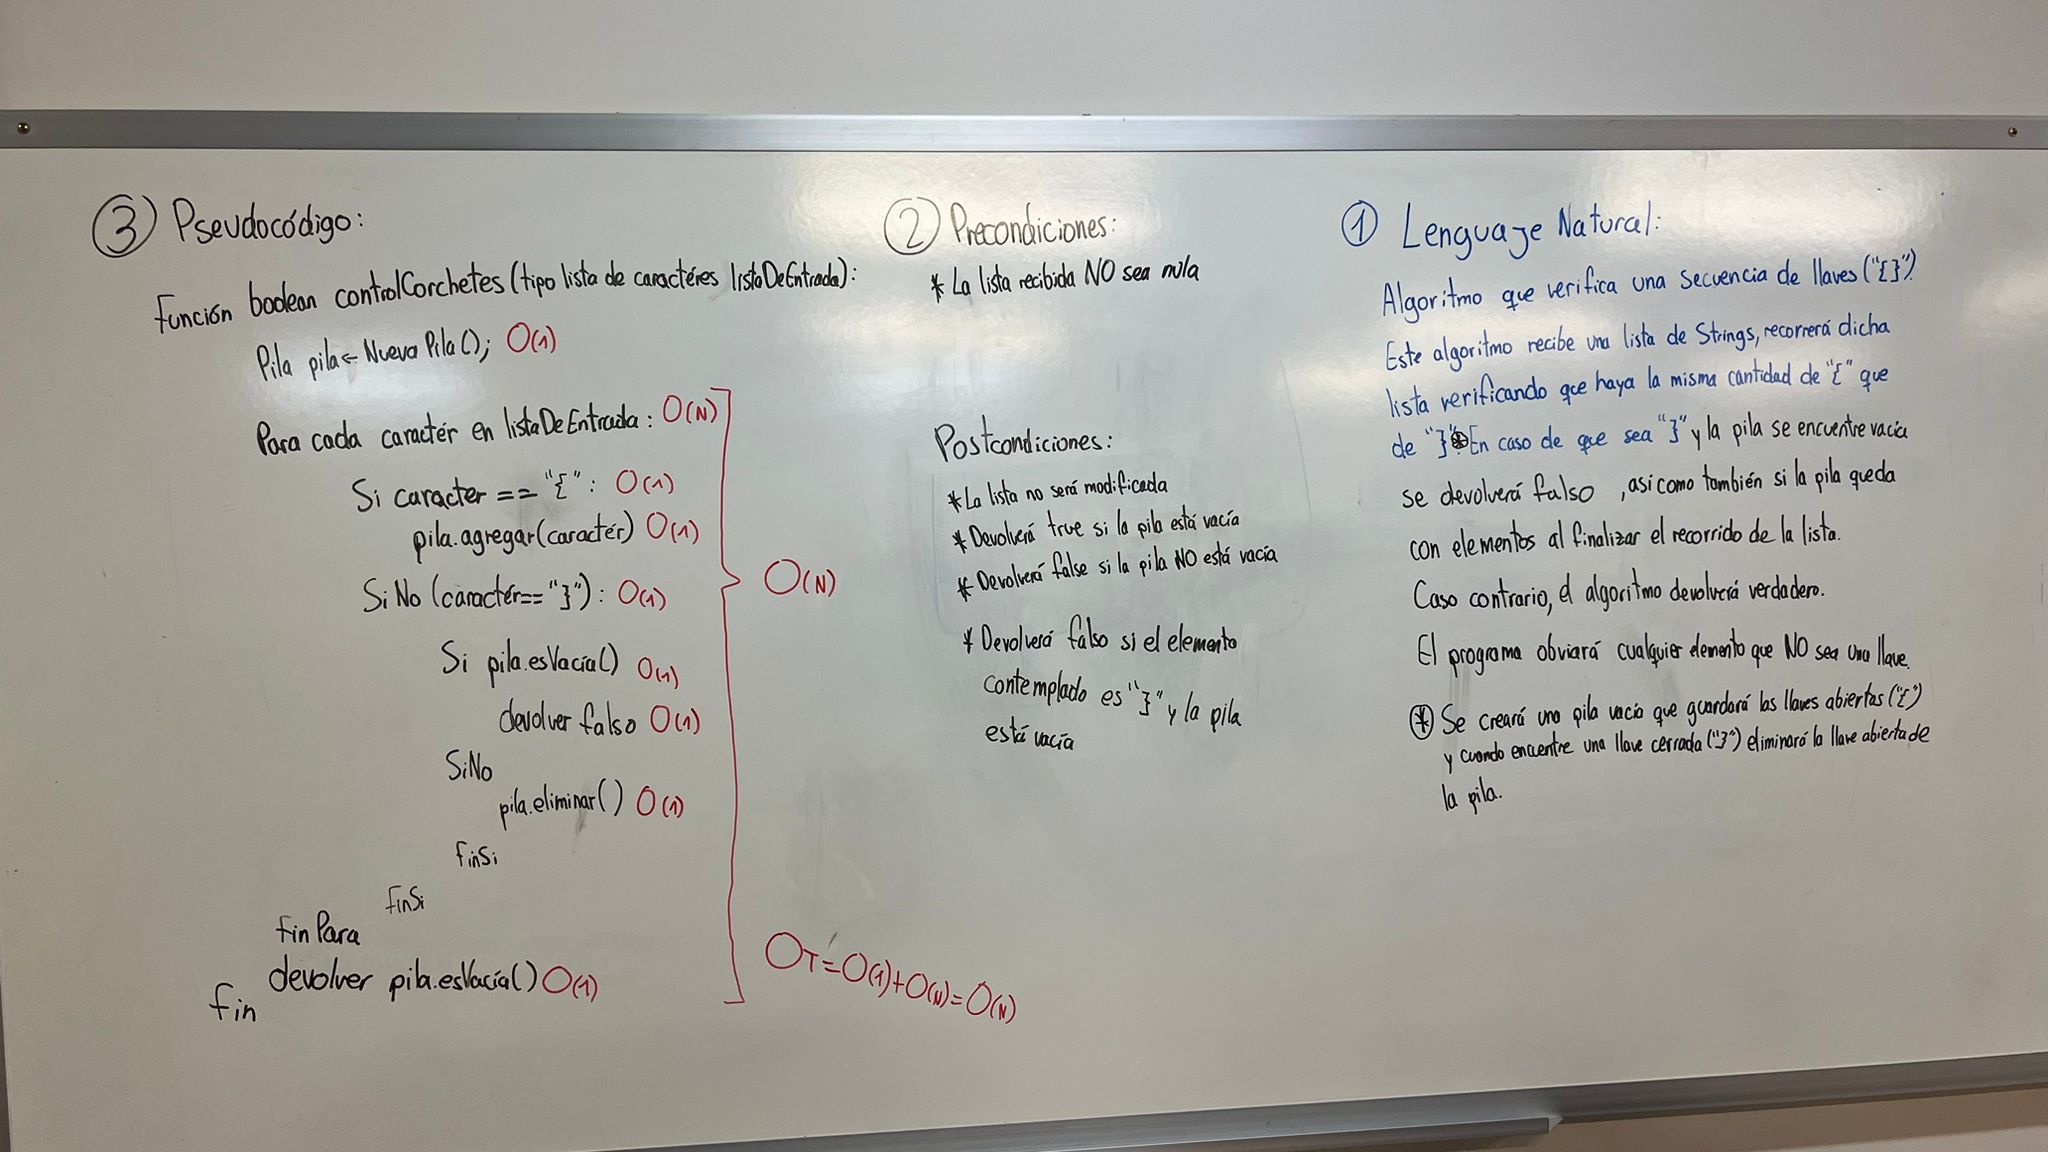 ③ Pseudocódigo:
Función boolean controlCorchetes (tipo lista de caractéres listaDeEntrada):
Pila pila ← Nueva Pila(); O(1)
Para cada caractér en listaDeEntrada: O(N)
Si caracter == "{": O(1)
pila.agregar(caractér) O(1)
SiNo (caractér== "}"): O(1)
Si pila.esVacía() O(1)
devolver falso O(1)
SiNo
pila.eliminar() O(1)
finSi
finSi
fin Para
devolver pila.esVacía() O(1)
fin
O(N)
OT = O(1) + O(N) = O(N)
② Precondiciones:
* La lista recibida NO sea nula
Postcondiciones:
* La lista no será modificada
* Devolverá true si la pila está vacía
* Devolverá false si la pila NO está vacía
* Devolverá falso si el elemento
contemplado es "}" y la pila
está vacía
① Lenguaje Natural:
Algoritmo que verifica una secuencia de llaves ("{}").
Este algoritmo recibe una lista de Strings, recorrerá dicha
lista verificando que haya la misma cantidad de "{" que
de "}". ⊛ En caso de que sea "}" y la pila se encuentre vacía
se devolverá falso , asi como también si la pila queda
con elementos al finalizar el recorrido de la lista.
Caso contrario, el algoritmo devolverá verdadero.
El programa obviará cualquier elemento que NO sea una llave.
⊛ Se creará una pila vacía que guardará las llaves abiertas ("{")
y cuando encuentre una llave cerrada ("}") eliminará la llave abierta de
la pila.